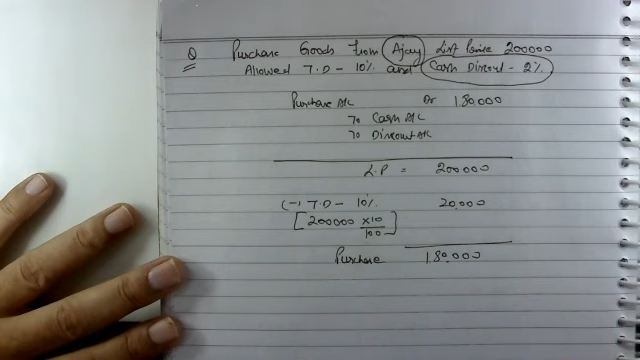 Q Purchase Goods from Ajay List Price 200000
Allowed T.D - 10% and Cash Discount - 2%
Purchase A/c Dr 1,80,000
To Cash A/c
To Discount A/c
L.P = 200000
(-) T.D - 10% 20,000
[200000 x 10/100]
Purchase 1,80,000